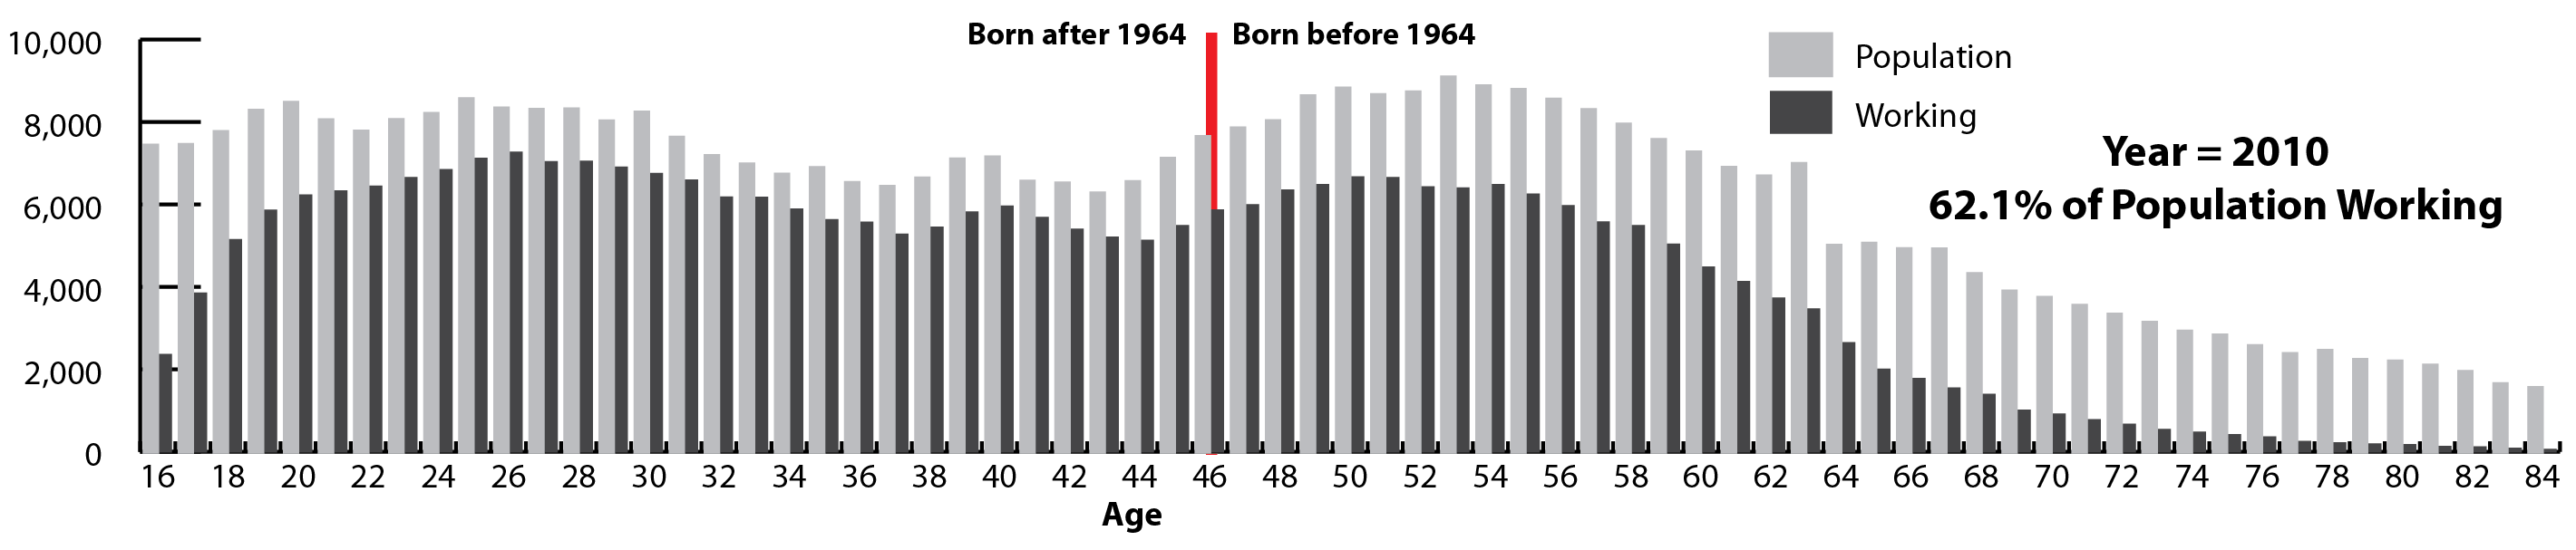 Born after 1964 Born before 1964
10,000
8,000
6,000
4,000
2,000
0
Population
Working
Year = 2010
62.1% of Population Working
16 18 20 22 24 26 28 30 32 34 36 38 40 42 44 46 48 50 52 54 56 58 60 62 64 66 68 70 72 74 76 78 80 82 84
Age